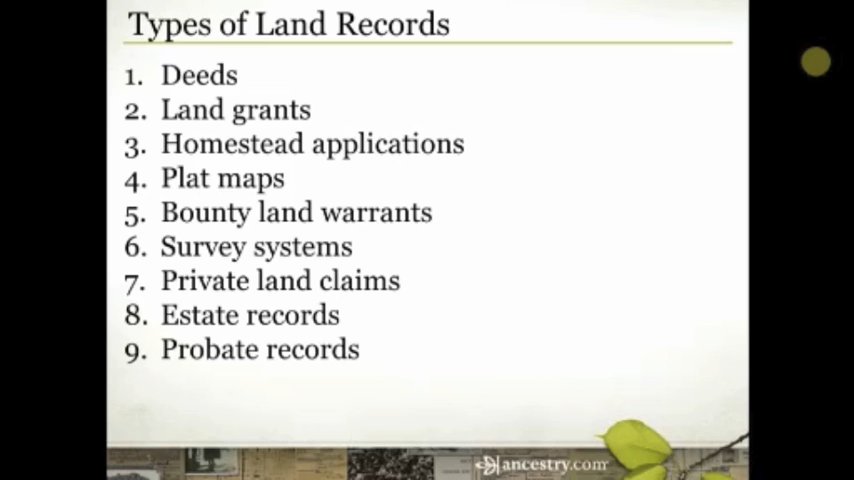 Types of Land Records
1. Deeds
2. Land grants
3. Homestead applications
4. Plat maps
5. Bounty land warrants
6. Survey systems
7. Private land claims
8. Estate records
9. Probate records
ancestry.com